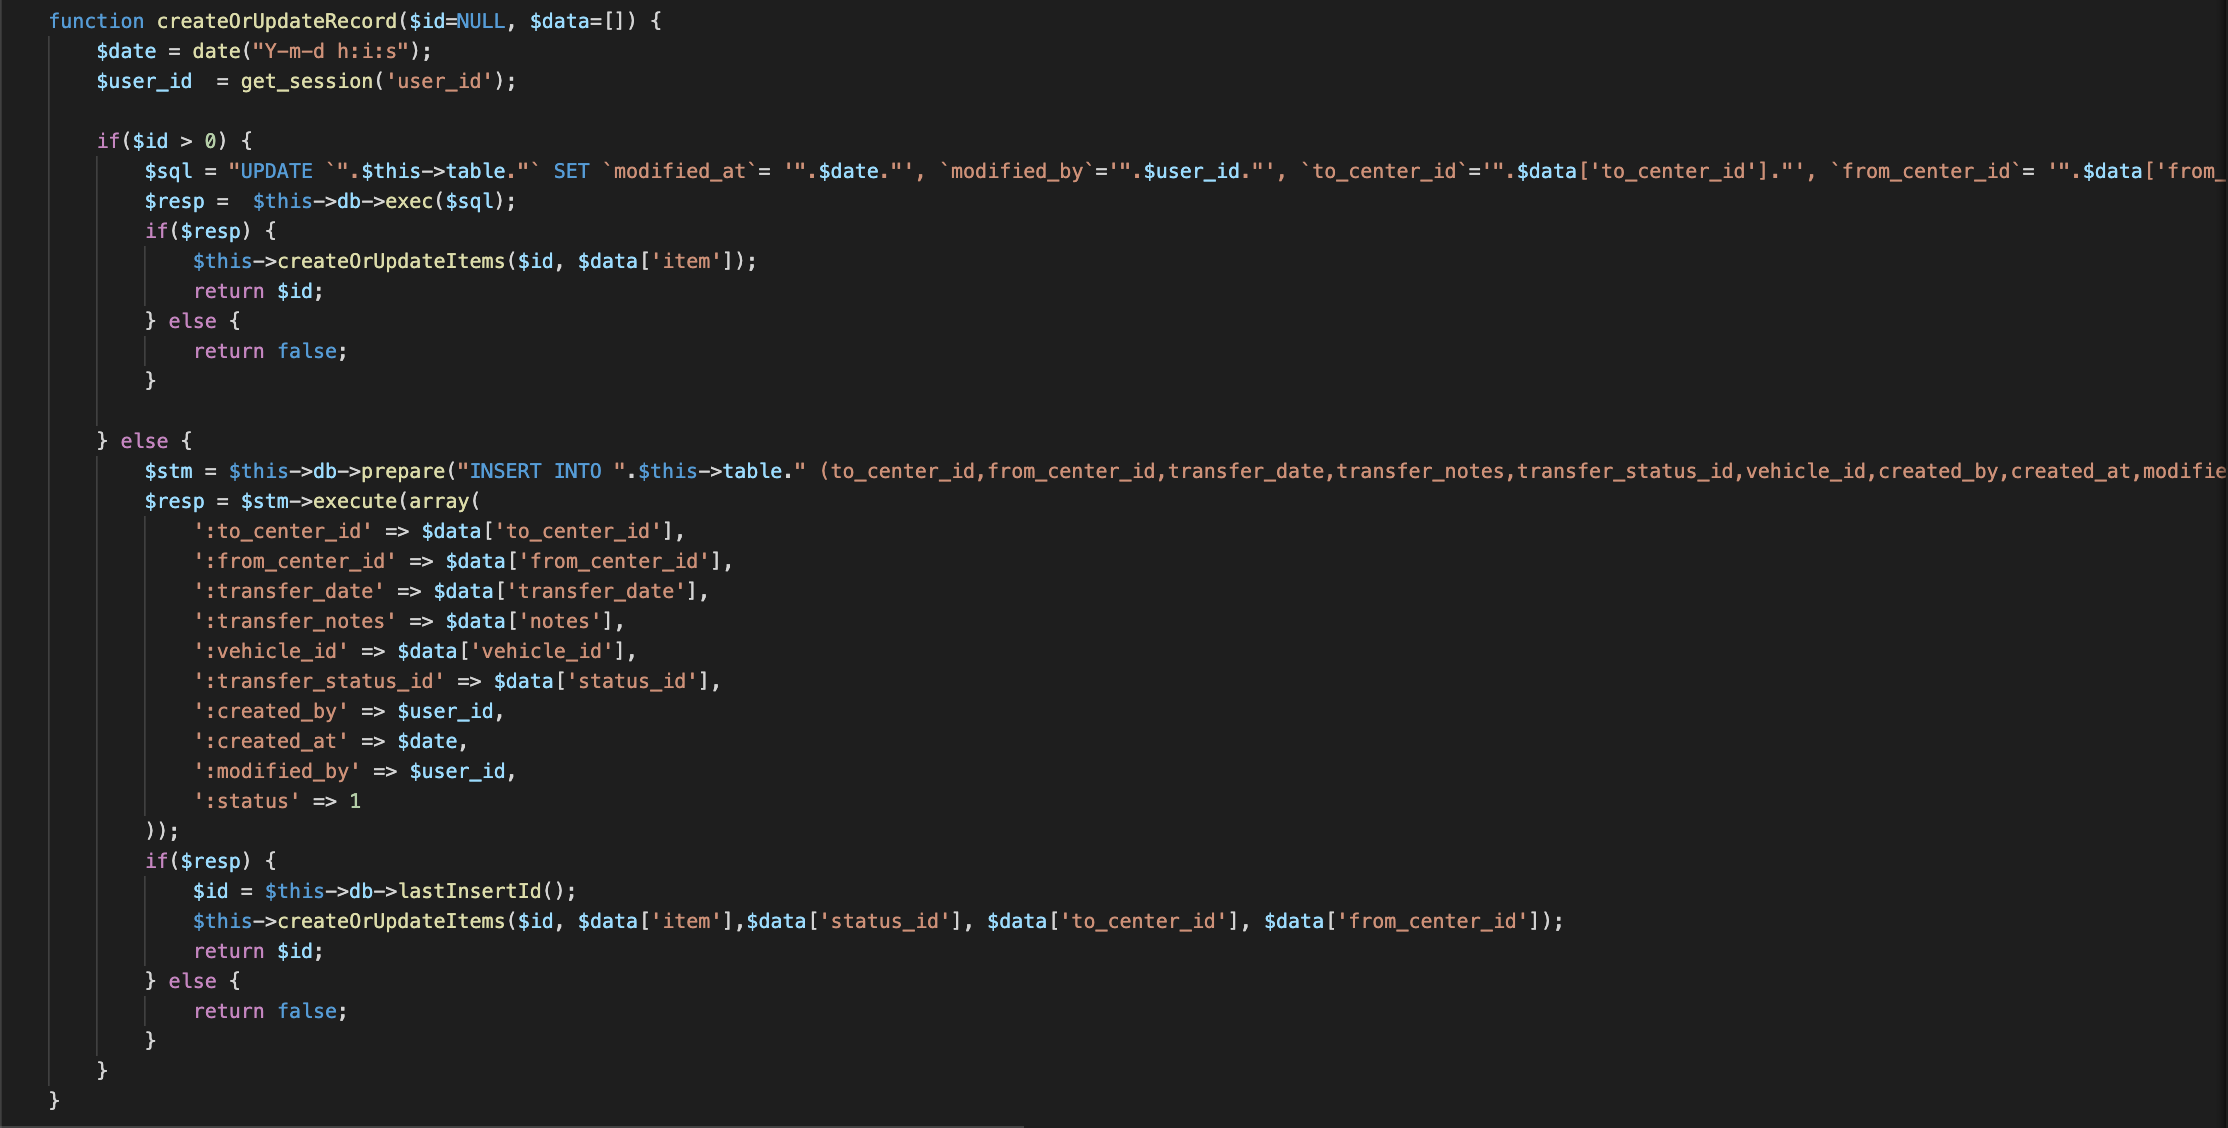 function createOrUpdateRecord($id=NULL, $data=[]) {
$date = date("Y-m-d h:i:s");
$user_id  = get_session('user_id');
if($id > 0) {
$sql = "UPDATE `".$this->table."` SET `modified_at`= '".$date."', `modified_by`='".$user_id."', `to_center_id`='".$data['to_center_id']."', `from_center_id`= '".$data['from_
$resp =  $this->db->exec($sql);
if($resp) {
$this->createOrUpdateItems($id, $data['item']);
return $id;
} else {
return false;
}
} else {
$stm = $this->db->prepare("INSERT INTO ".$this->table." (to_center_id,from_center_id,transfer_date,transfer_notes,transfer_status_id,vehicle_id,created_by,created_at,modifie
$resp = $stm->execute(array(
':to_center_id' => $data['to_center_id'],
':from_center_id' => $data['from_center_id'],
':transfer_date' => $data['transfer_date'],
':transfer_notes' => $data['notes'],
':vehicle_id' => $data['vehicle_id'],
':transfer_status_id' => $data['status_id'],
':created_by' => $user_id,
':created_at' => $date,
':modified_by' => $user_id,
':status' => 1
));
if($resp) {
$id = $this->db->lastInsertId();
$this->createOrUpdateItems($id, $data['item'],$data['status_id'], $data['to_center_id'], $data['from_center_id']);
return $id;
} else {
return false;
}
}
}